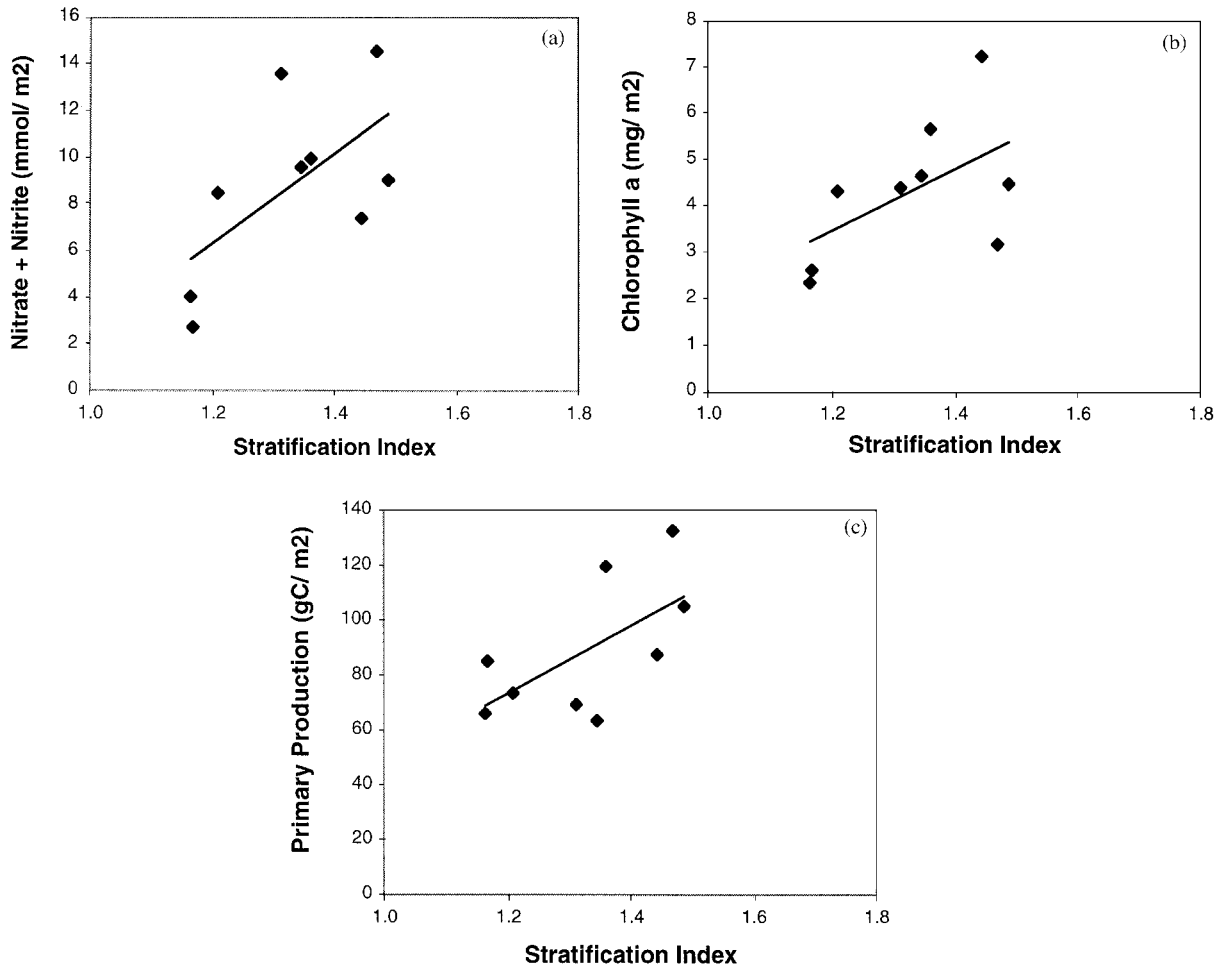 (a)
Nitrate + Nitrite (mmol/ m2)
16
14
12
10
8
6
4
2
0
1.0 1.2 1.4 1.6 1.8
Stratification Index
(b)
Chlorophyll a (mg/ m2)
8
7
6
5
4
3
2
1
0
1.0 1.2 1.4 1.6 1.8
Stratification Index
(c)
Primary Production (gC/ m2)
140
120
100
80
60
40
20
0
1.0 1.2 1.4 1.6 1.8
Stratification Index